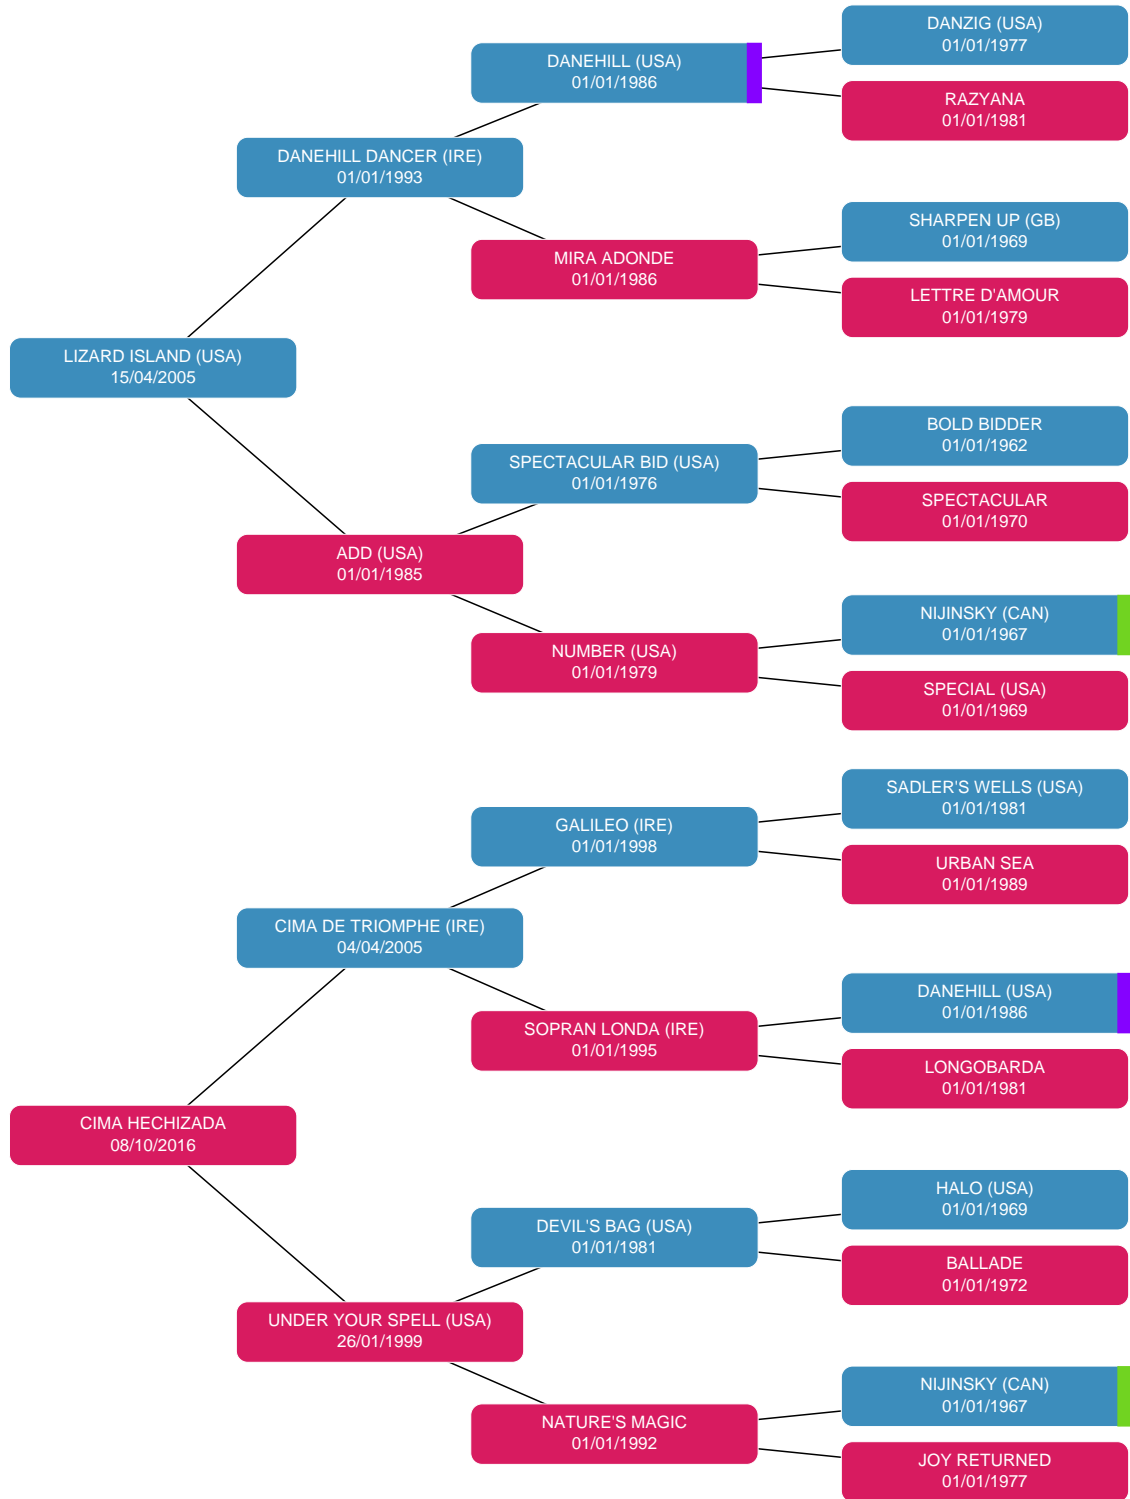 DANZIG (USA)
01/01/1977
DANEHILL (USA)
01/01/1986
RAZYANA
01/01/1981
DANEHILL DANCER (IRE)
01/01/1993
SHARPEN UP (GB)
01/01/1969
MIRA ADONDE
01/01/1986
LETTRE D'AMOUR
01/01/1979
LIZARD ISLAND (USA)
15/04/2005
BOLD BIDDER
01/01/1962
SPECTACULAR BID (USA)
01/01/1976
SPECTACULAR
01/01/1970
ADD (USA)
01/01/1985
NIJINSKY (CAN)
01/01/1967
NUMBER (USA)
01/01/1979
SPECIAL (USA)
01/01/1969
SADLER'S WELLS (USA)
01/01/1981
GALILEO (IRE)
01/01/1998
URBAN SEA
01/01/1989
CIMA DE TRIOMPHE (IRE)
04/04/2005
DANEHILL (USA)
01/01/1986
SOPRAN LONDA (IRE)
01/01/1995
LONGOBARDA
01/01/1981
CIMA HECHIZADA
08/10/2016
HALO (USA)
01/01/1969
DEVIL'S BAG (USA)
01/01/1981
BALLADE
01/01/1972
UNDER YOUR SPELL (USA)
26/01/1999
NIJINSKY (CAN)
01/01/1967
NATURE'S MAGIC
01/01/1992
JOY RETURNED
01/01/1977